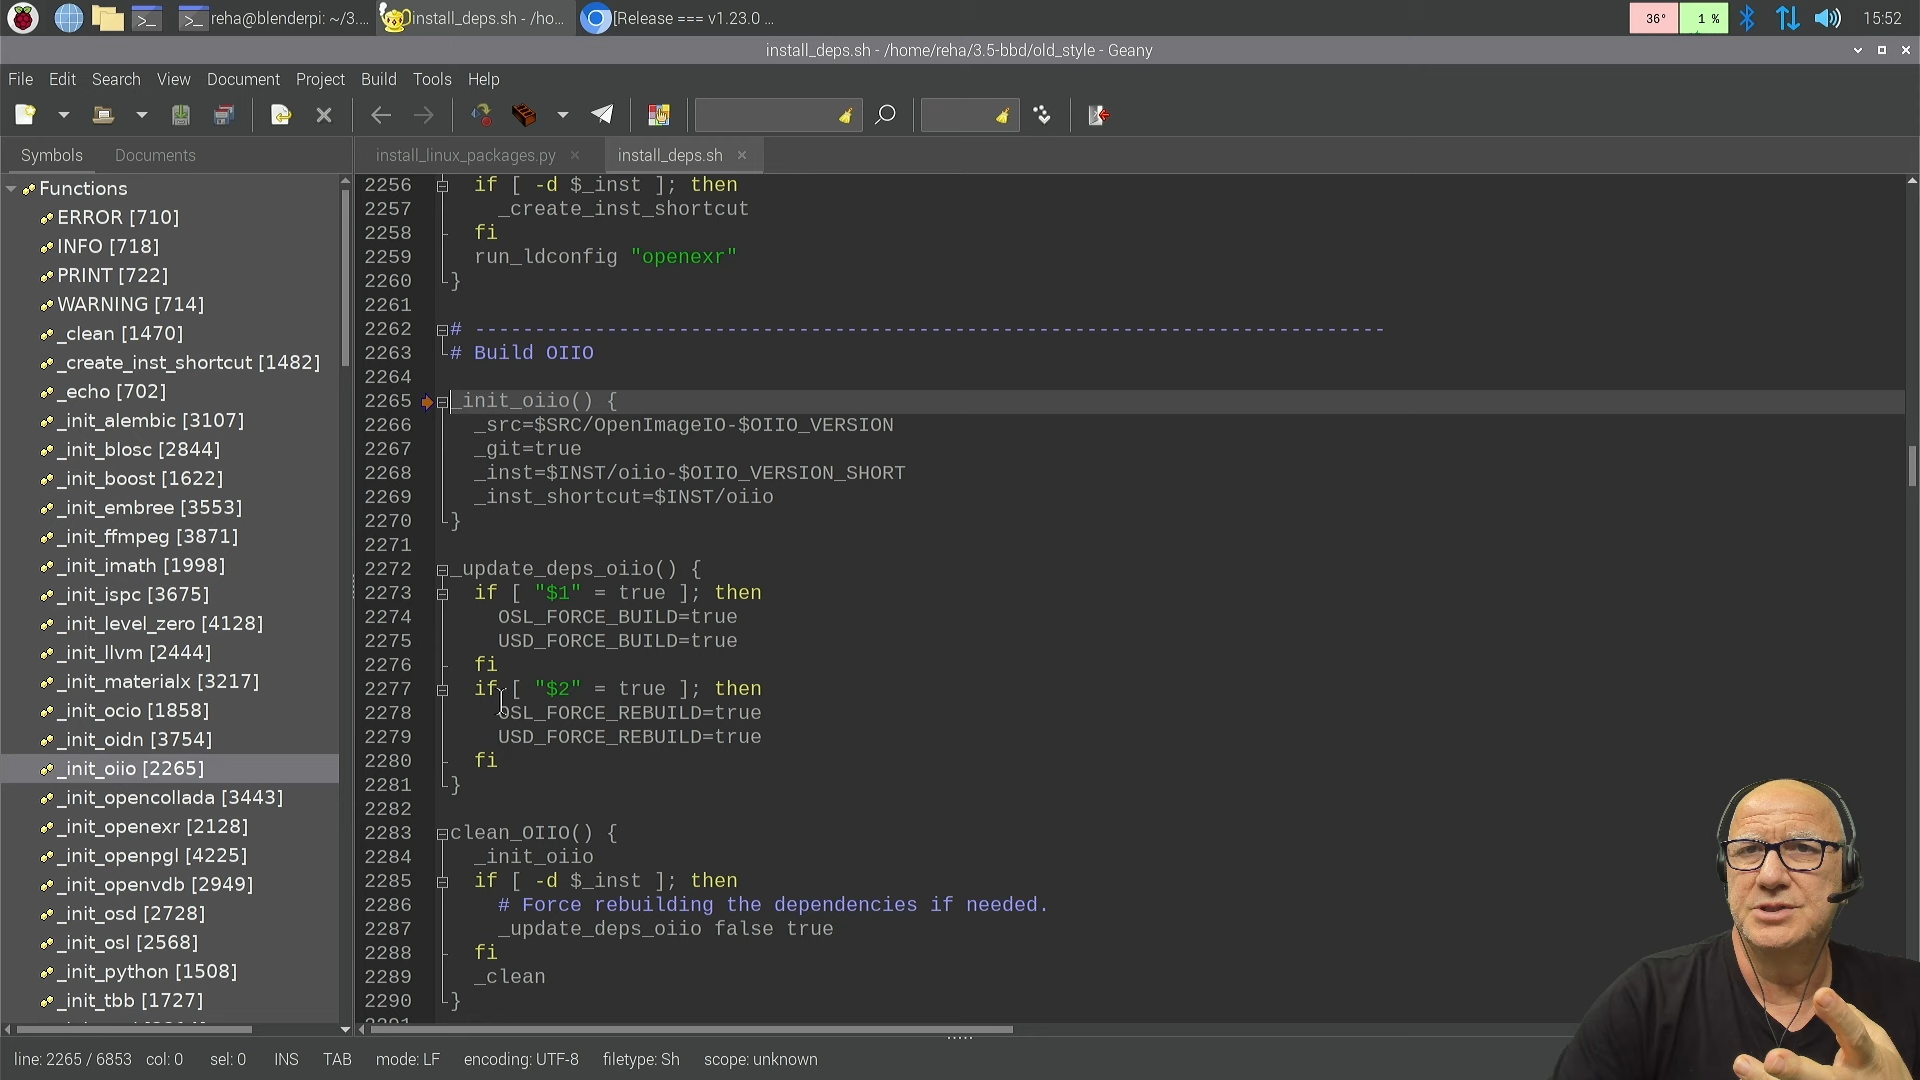 reha@blenderpi: ~/3.... install_deps.sh - /ho... [Release === v1.23.0 ... 36° 1 % 15:52
install_deps.sh - /home/reha/3.5-bbd/old_style - Geany
File Edit Search View Document Project Build Tools Help
Symbols Documents install_linux_packages.py × install_deps.sh ×
Functions
ERROR [710]
INFO [718]
PRINT [722]
WARNING [714]
_clean [1470]
_create_inst_shortcut [1482]
_echo [702]
_init_alembic [3107]
_init_blosc [2844]
_init_boost [1622]
_init_embree [3553]
_init_ffmpeg [3871]
_init_imath [1998]
_init_ispc [3675]
_init_level_zero [4128]
_init_llvm [2444]
_init_materialx [3217]
_init_ocio [1858]
_init_oidn [3754]
_init_oiio [2265]
_init_opencollada [3443]
_init_openexr [2128]
_init_openpgl [4225]
_init_openvdb [2949]
_init_osd [2728]
_init_osl [2568]
_init_python [1508]
_init_tbb [1727]
2256 if [ -d $_inst ]; then
2257 _create_inst_shortcut
2258 fi
2259 run_ldconfig "openexr"
2260 }
2261
2262 # ----------------------------------------------------------------------------
2263 # Build OIIO
2264
2265 _init_oiio() {
2266 _src=$SRC/OpenImageIO-$OIIO_VERSION
2267 _git=true
2268 _inst=$INST/oiio-$OIIO_VERSION_SHORT
2269 _inst_shortcut=$INST/oiio
2270 }
2271
2272 _update_deps_oiio() {
2273 if [ "$1" = true ]; then
2274 OSL_FORCE_BUILD=true
2275 USD_FORCE_BUILD=true
2276 fi
2277 if [ "$2" = true ]; then
2278 OSL_FORCE_REBUILD=true
2279 USD_FORCE_REBUILD=true
2280 fi
2281 }
2282
2283 clean_OIIO() {
2284 _init_oiio
2285 if [ -d $_inst ]; then
2286 # Force rebuilding the dependencies if needed.
2287 _update_deps_oiio false true
2288 fi
2289 _clean
2290 }
line: 2265 / 6853 col: 0 sel: 0 INS TAB mode: LF encoding: UTF-8 filetype: Sh scope: unknown